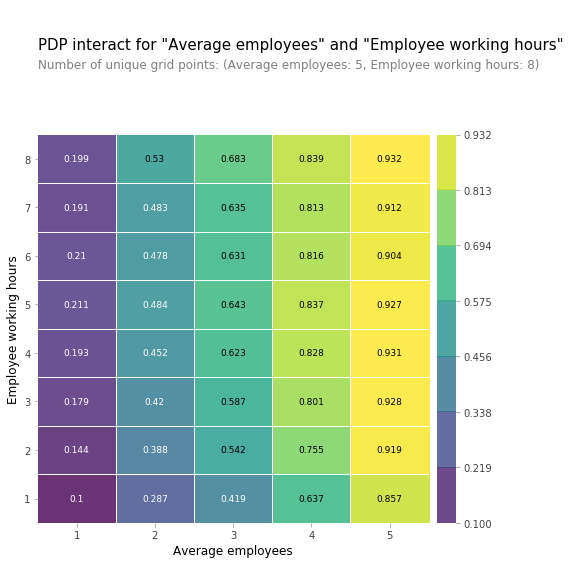 PDP interact for "Average employees" and "Employee working hours"
Number of unique grid points: (Average employees: 5, Employee working hours: 8)
0.932
8 0.199 0.53 0.683 0.839 0.932
0.813
7 0.191 0.483 0.635 0.813 0.912
0.694
6 0.21 0.478 0.631 0.816 0.904
Employee working hours
5 0.211 0.484 0.643 0.837 0.927
0.575
4 0.193 0.452 0.623 0.828 0.931
0.456
3 0.179 0.42 0.587 0.801 0.928
0.338
2 0.144 0.388 0.542 0.755 0.919
0.219
1 0.1 0.287 0.419 0.637 0.857
0.100
1 2 3 4 5
Average employees